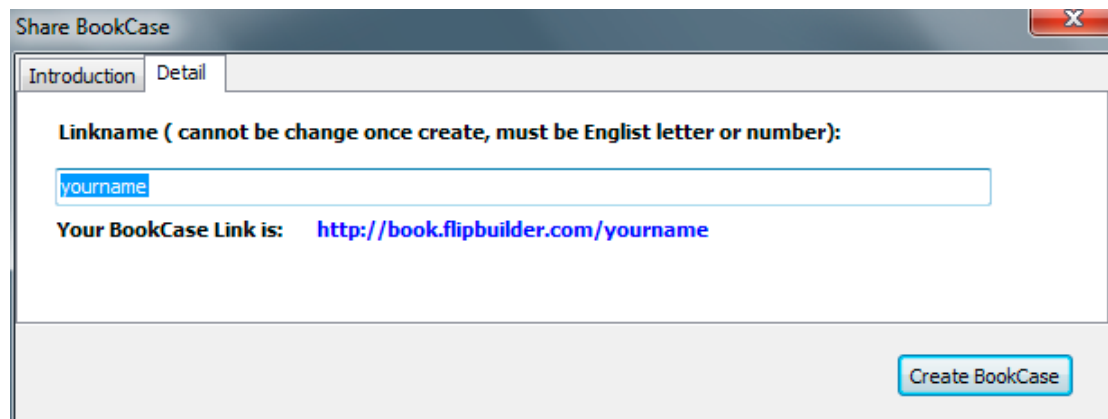 Share BookCase
X
Introduction Detail
Linkname ( cannot be change once create, must be Englist letter or number):
yourname
Your BookCase Link is: http://book.flipbuilder.com/yourname
Create BookCase